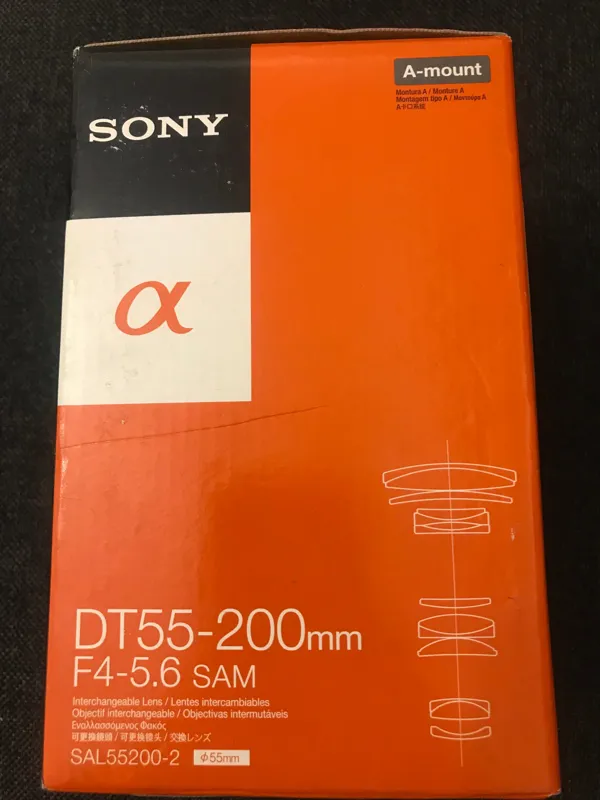 SONY
α
A-mount
Montura A / Monture A
Montagem tipo A / Μοντούρα A
A卡口系统
DT55-200mm
F4-5.6 SAM
Interchangeable Lens / Lentes intercambiables
Objectif interchangeable / Objectivas intermutáveis
Εναλλασσόμενος Φακός
可更換鏡頭 / 可更换镜头 / 交換レンズ
SAL55200-2 φ55mm